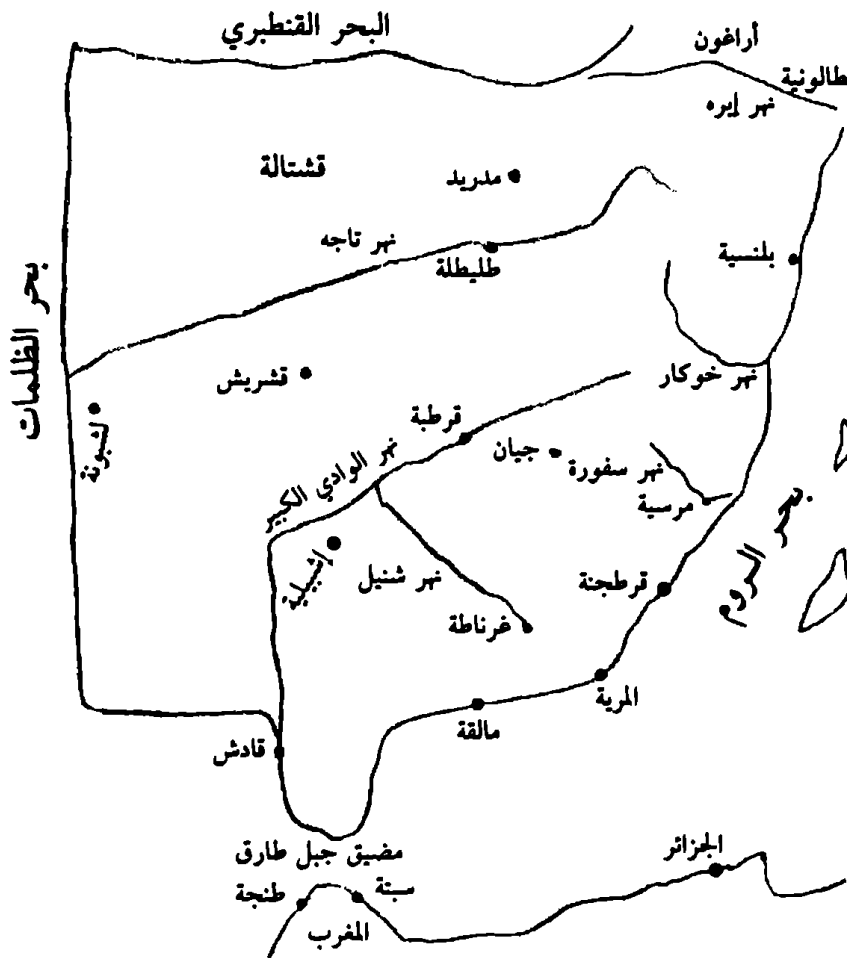 البحر القنطبري
أراغون
طالونية
نهر إيره
قشتالة
مدريد
نهر تاجه
طليطلة
بلنسية
بحر الظلمات
قشريش
نهر خوكار
لشبونة
قرطبة
جيان
نهر سفورة
مرسية
نهر الوادي الكبير
إشبيلية
نهر شنيل
غرناطة
قرطجنة
بحر الروم
المرية
مالقة
قادش
مضيق جبل طارق
الجزائر
سبتة
طنجة
المغرب